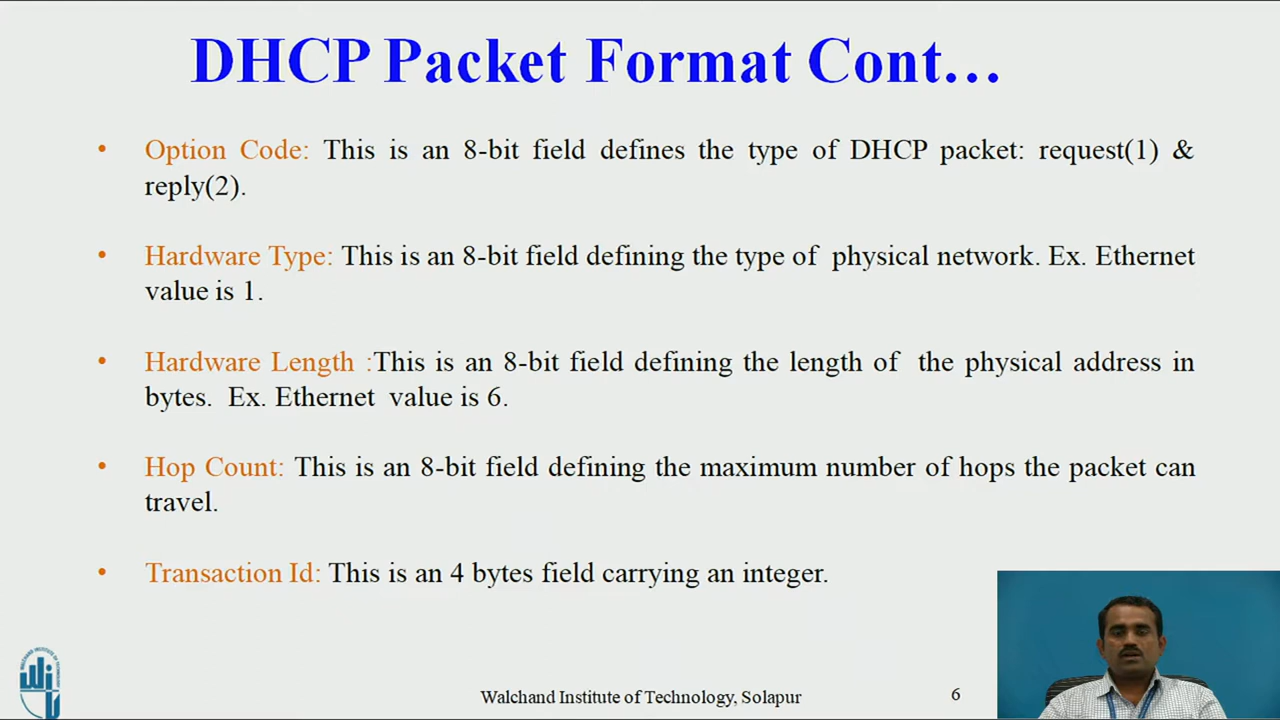 DHCP Packet Format Cont…
• Option Code: This is an 8-bit field defines the type of DHCP packet: request(1) &
reply(2).
• Hardware Type: This is an 8-bit field defining the type of physical network. Ex. Ethernet
value is 1.
• Hardware Length :This is an 8-bit field defining the length of the physical address in
bytes. Ex. Ethernet value is 6.
• Hop Count: This is an 8-bit field defining the maximum number of hops the packet can
travel.
• Transaction Id: This is an 4 bytes field carrying an integer.
WALCHAND INSTITUTE OF TECHNOLOGY
Walchand Institute of Technology, Solapur
6